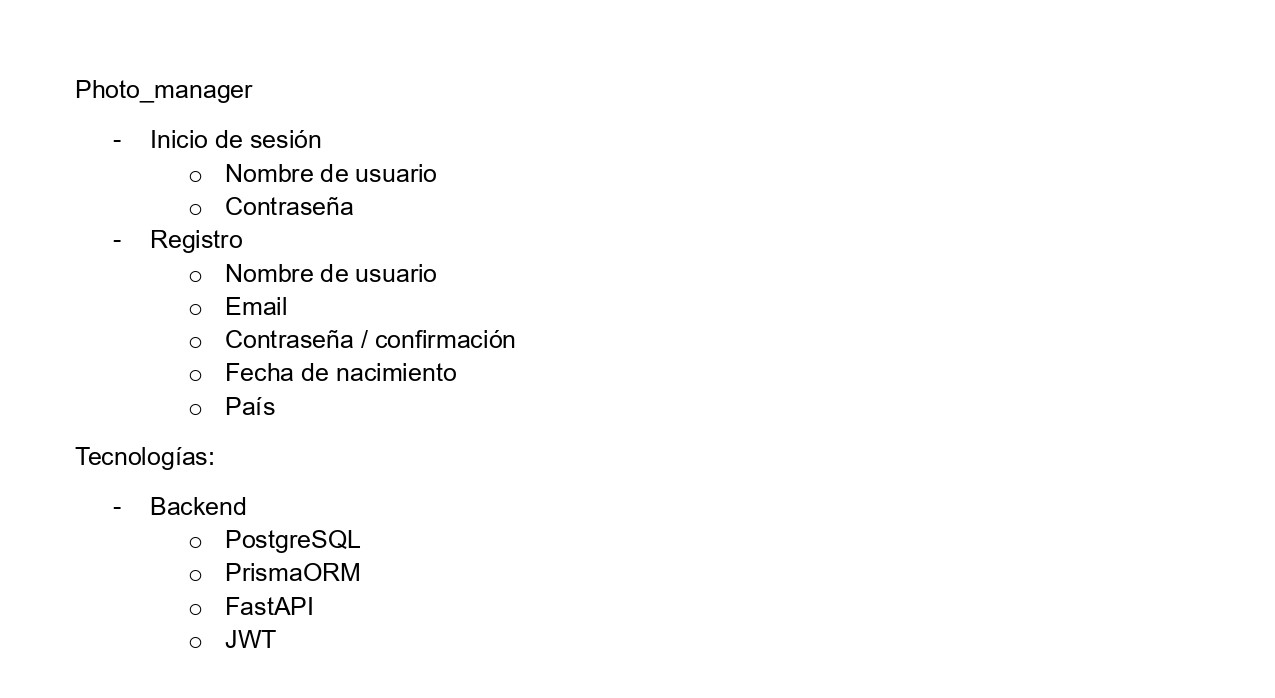 Photo_manager
- Inicio de sesión
o Nombre de usuario
o Contraseña
- Registro
o Nombre de usuario
o Email
o Contraseña / confirmación
o Fecha de nacimiento
o País
Tecnologías:
- Backend
o PostgreSQL
o PrismaORM
o FastAPI
o JWT